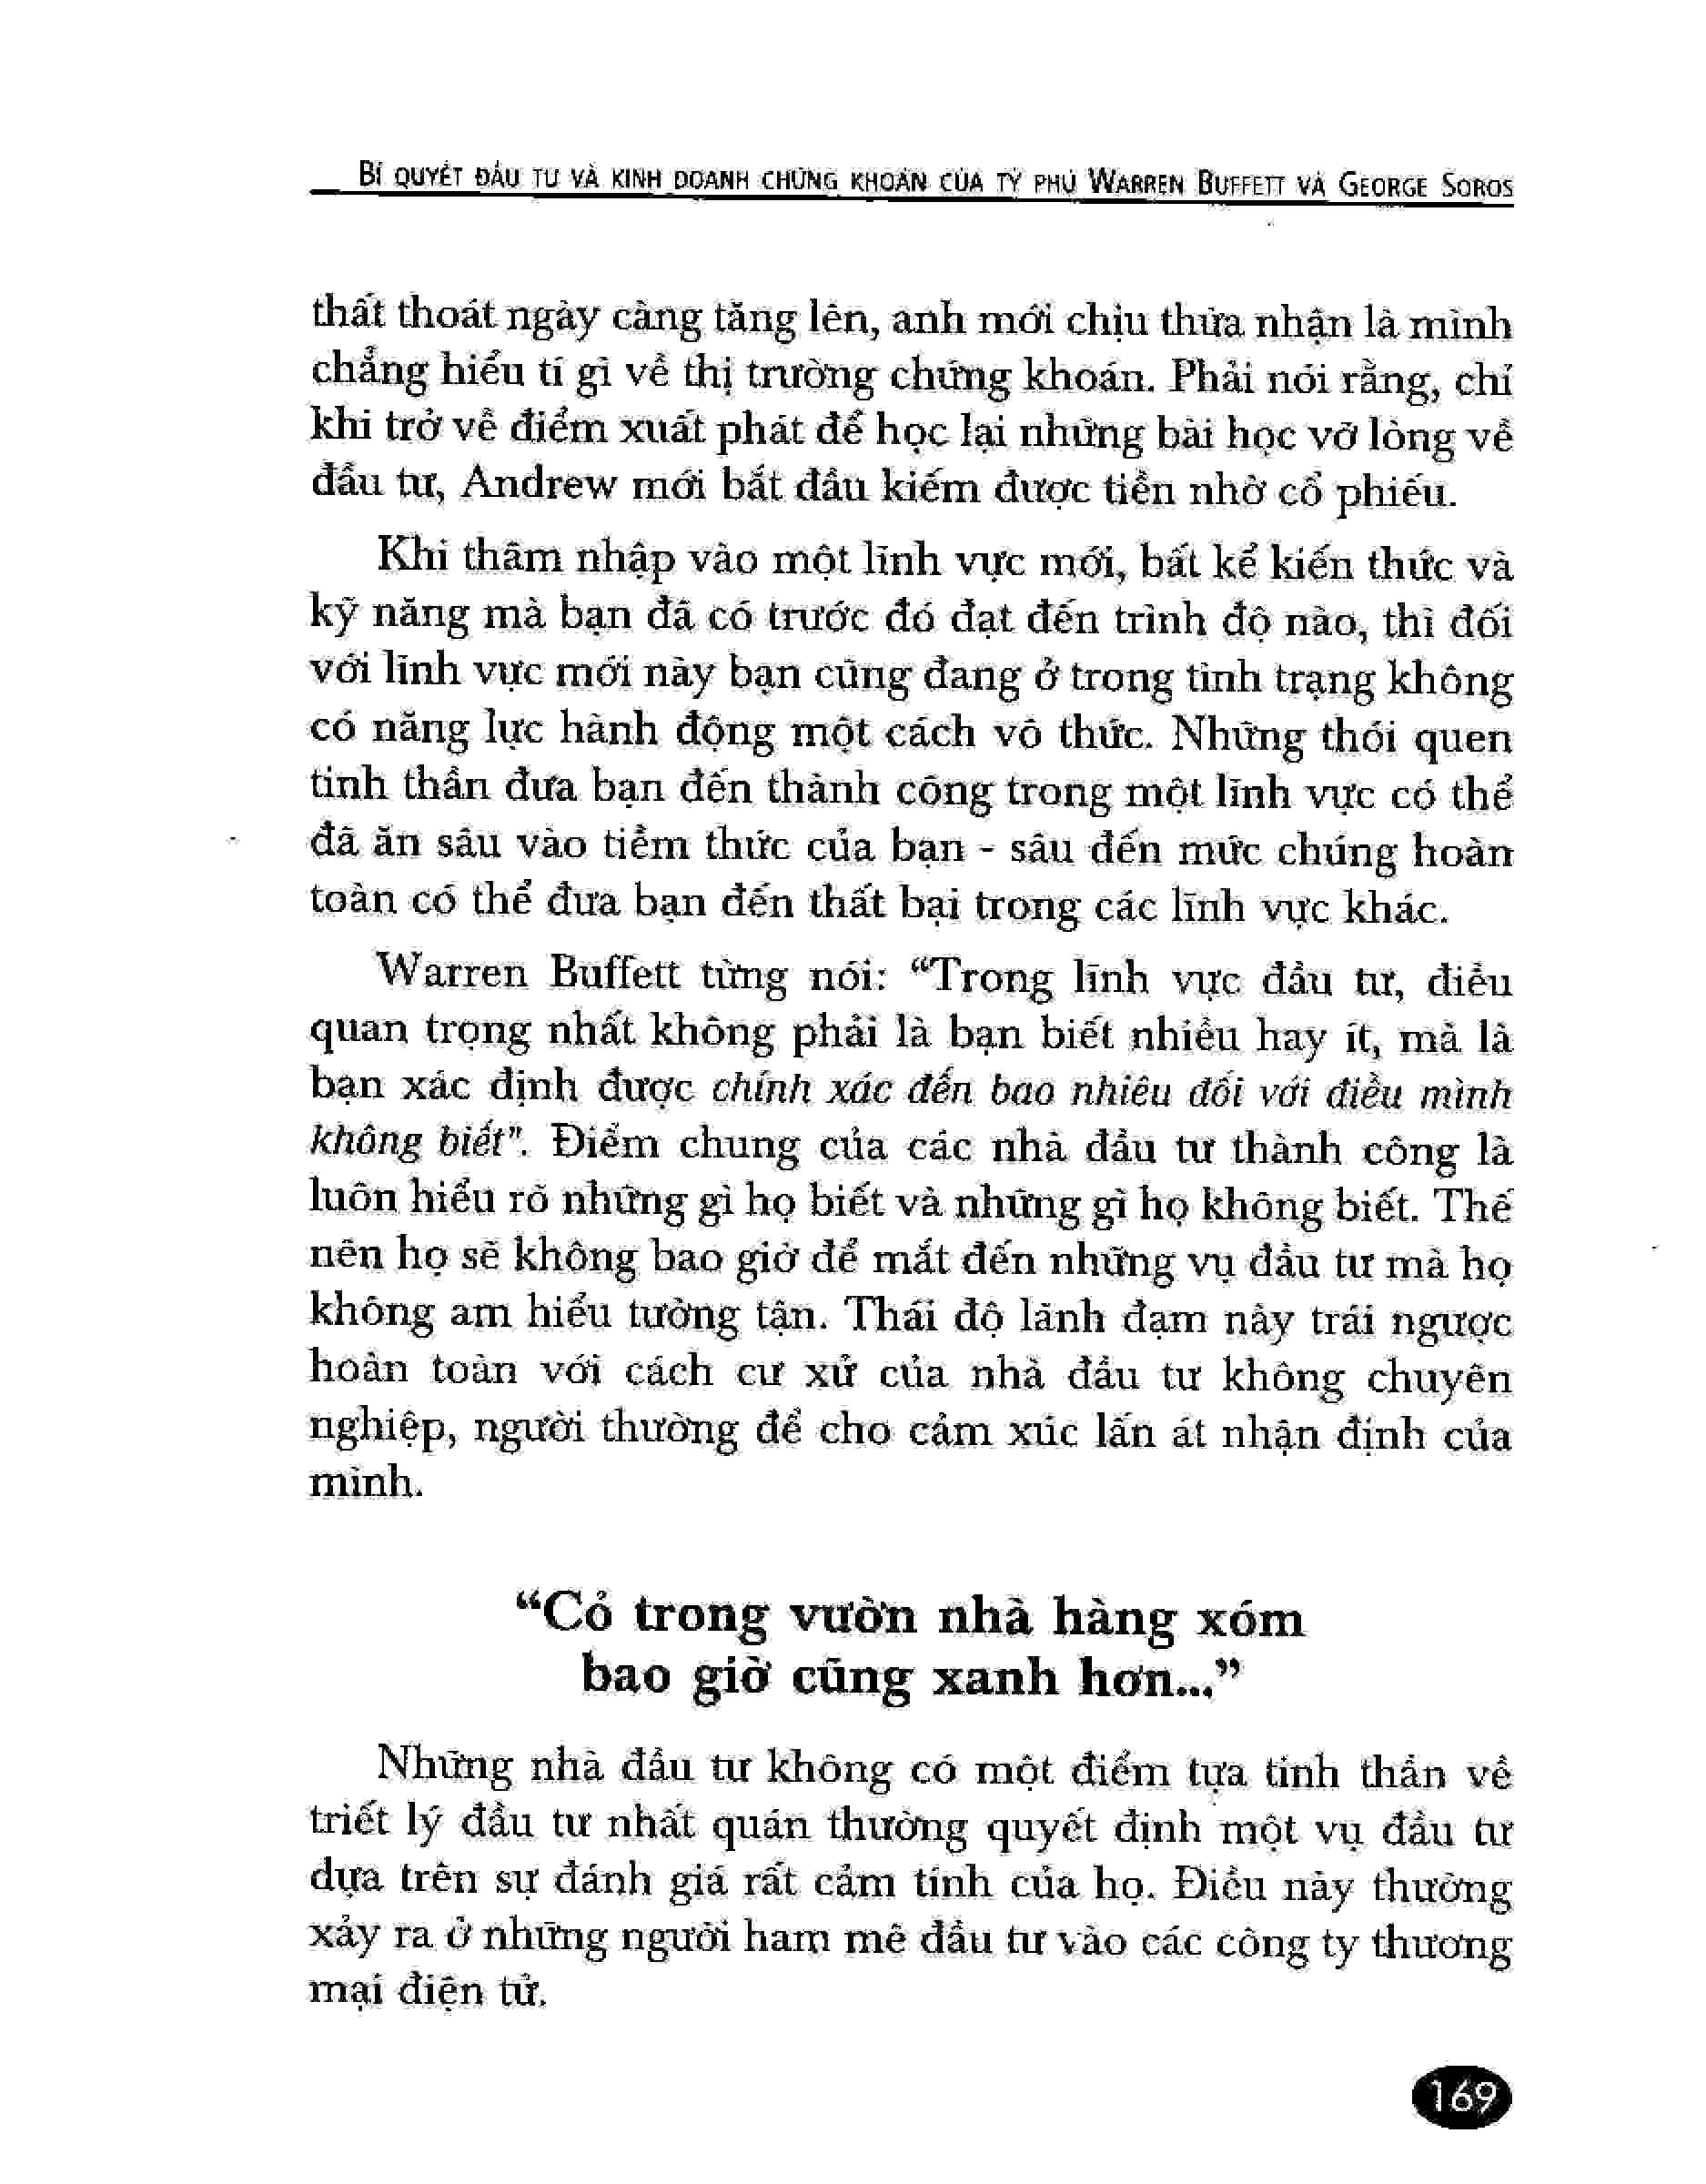 BÍ QUYẾT ĐẦU TƯ VÀ KINH DOANH CHỨNG KHOÁN CỦA TỶ PHÚ WARREN BUFFETT VÀ GEORGE SOROS
thất thoát ngày càng tăng lên, anh mới chịu thừa nhận là mình
chẳng hiểu tí gì về thị trường chứng khoán. Phải nói rằng, chỉ
khi trở về điểm xuất phát để học lại những bài học vỡ lòng về
đầu tư, Andrew mới bắt đầu kiếm được tiền nhờ cổ phiếu.
Khi thâm nhập vào một lĩnh vực mới, bất kể kiến thức và
kỹ năng mà bạn đã có trước đó đạt đến trình độ nào, thì đối
với lĩnh vực mới này bạn cũng đang ở trong tình trạng không
có năng lực hành động một cách vô thức. Những thói quen
tinh thần đưa bạn đến thành công trong một lĩnh vực có thể
đã ăn sâu vào tiềm thức của bạn - sâu đến mức chúng hoàn
toàn có thể đưa bạn đến thất bại trong các lĩnh vực khác.
Warren Buffett từng nói: “Trong lĩnh vực đầu tư, điều
quan trọng nhất không phải là bạn biết nhiều hay ít, mà là
bạn xác định được chính xác đến bao nhiêu đối với điều mình
không biết". Điểm chung của các nhà đầu tư thành công là
luôn hiểu rõ những gì họ biết và những gì họ không biết. Thế
nên họ sẽ không bao giờ để mắt đến những vụ đầu tư mà họ
không am hiểu tường tận. Thái độ lãnh đạm này trái ngược
hoàn toàn với cách cư xử của nhà đầu tư không chuyên
nghiệp, người thường để cho cảm xúc lấn át nhận định của
mình.
“Cỏ trong vườn nhà hàng xóm
bao giờ cũng xanh hơn...”
Những nhà đầu tư không có một điểm tựa tinh thần về
triết lý đầu tư nhất quán thường quyết định một vụ đầu tư
dựa trên sự đánh giá rất cảm tính của họ. Điều này thường
xảy ra ở những người ham mê đầu tư vào các công ty thương
mại điện tử.
169